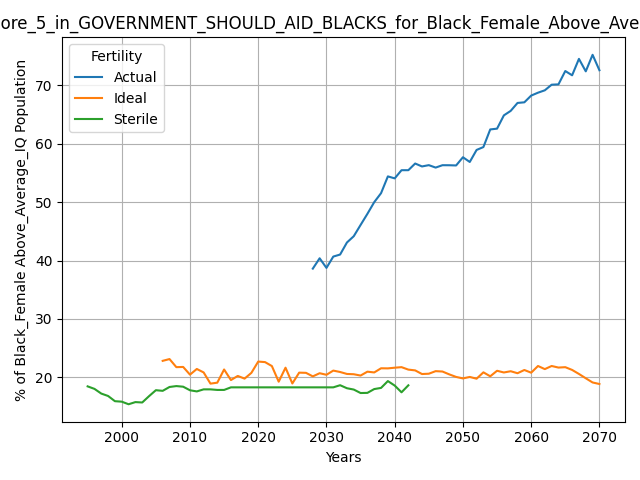 ore_5_in_GOVERNMENT_SHOULD_AID_BLACKS_for_Black_Female_Above_Ave
% of Black_Female Above_Average_IQ Population
Fertility
Actual
Ideal
Sterile
70
60
50
40
30
20
2000 2010 2020 2030 2040 2050 2060 2070
Years